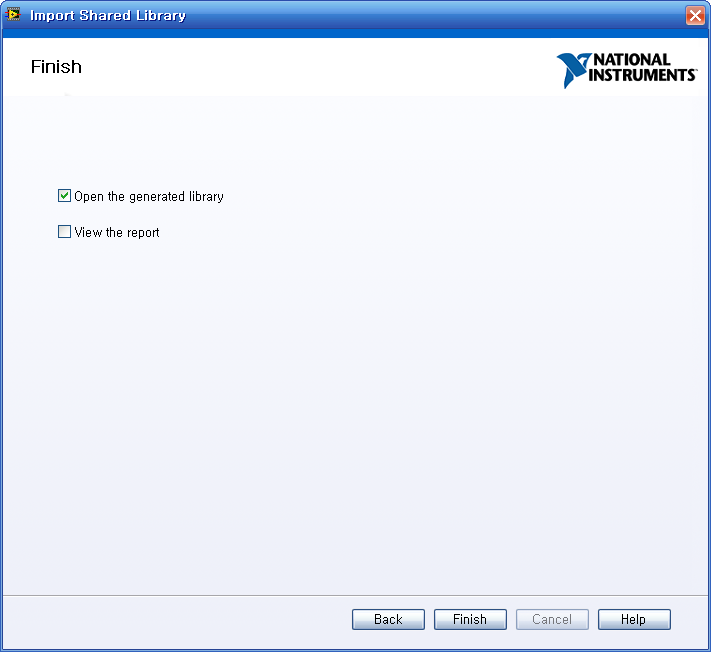 Import Shared Library
Finish
NATIONAL
INSTRUMENTS
Open the generated library
View the report
Back Finish Cancel Help